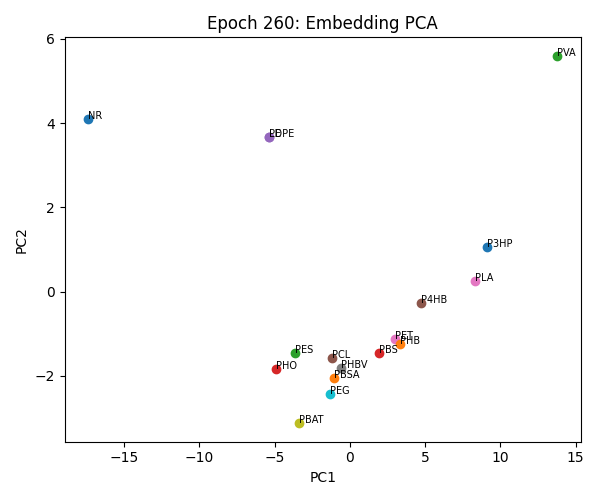 Epoch 260: Embedding PCA
6
PVA
4
NR
2
P3HP
PLA
0
P4HB
PET
PHB
PES
PCL
PBS
PHO
PHBV
−2
PBSA
PEG
PBAT
PC2
−15
−10
−5
0
5
10
15
PC1